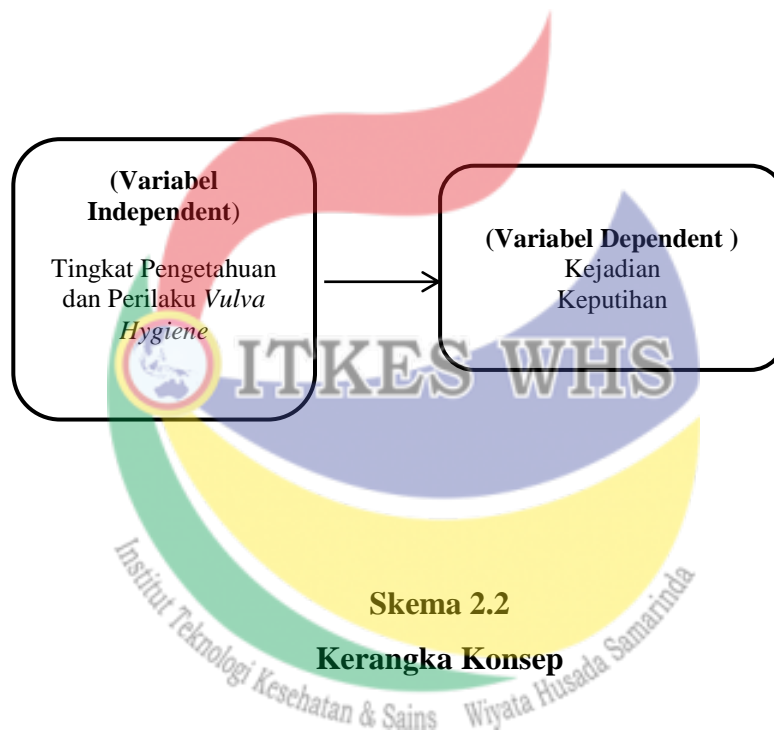 (Variabel
Independent)
Tingkat Pengetahuan
dan Perilaku Vulva
Hygiene
(Variabel Dependent )
Kejadian
Keputihan
ITKES WHS
Skema 2.2
Kerangka Konsep
Institut Teknologi Kesehatan & Sains Wiyata Husada Samarinda